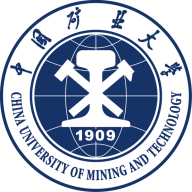 中国矿业大学
1909
CHINA UNIVERSITY OF MINING AND TECHNOLOGY